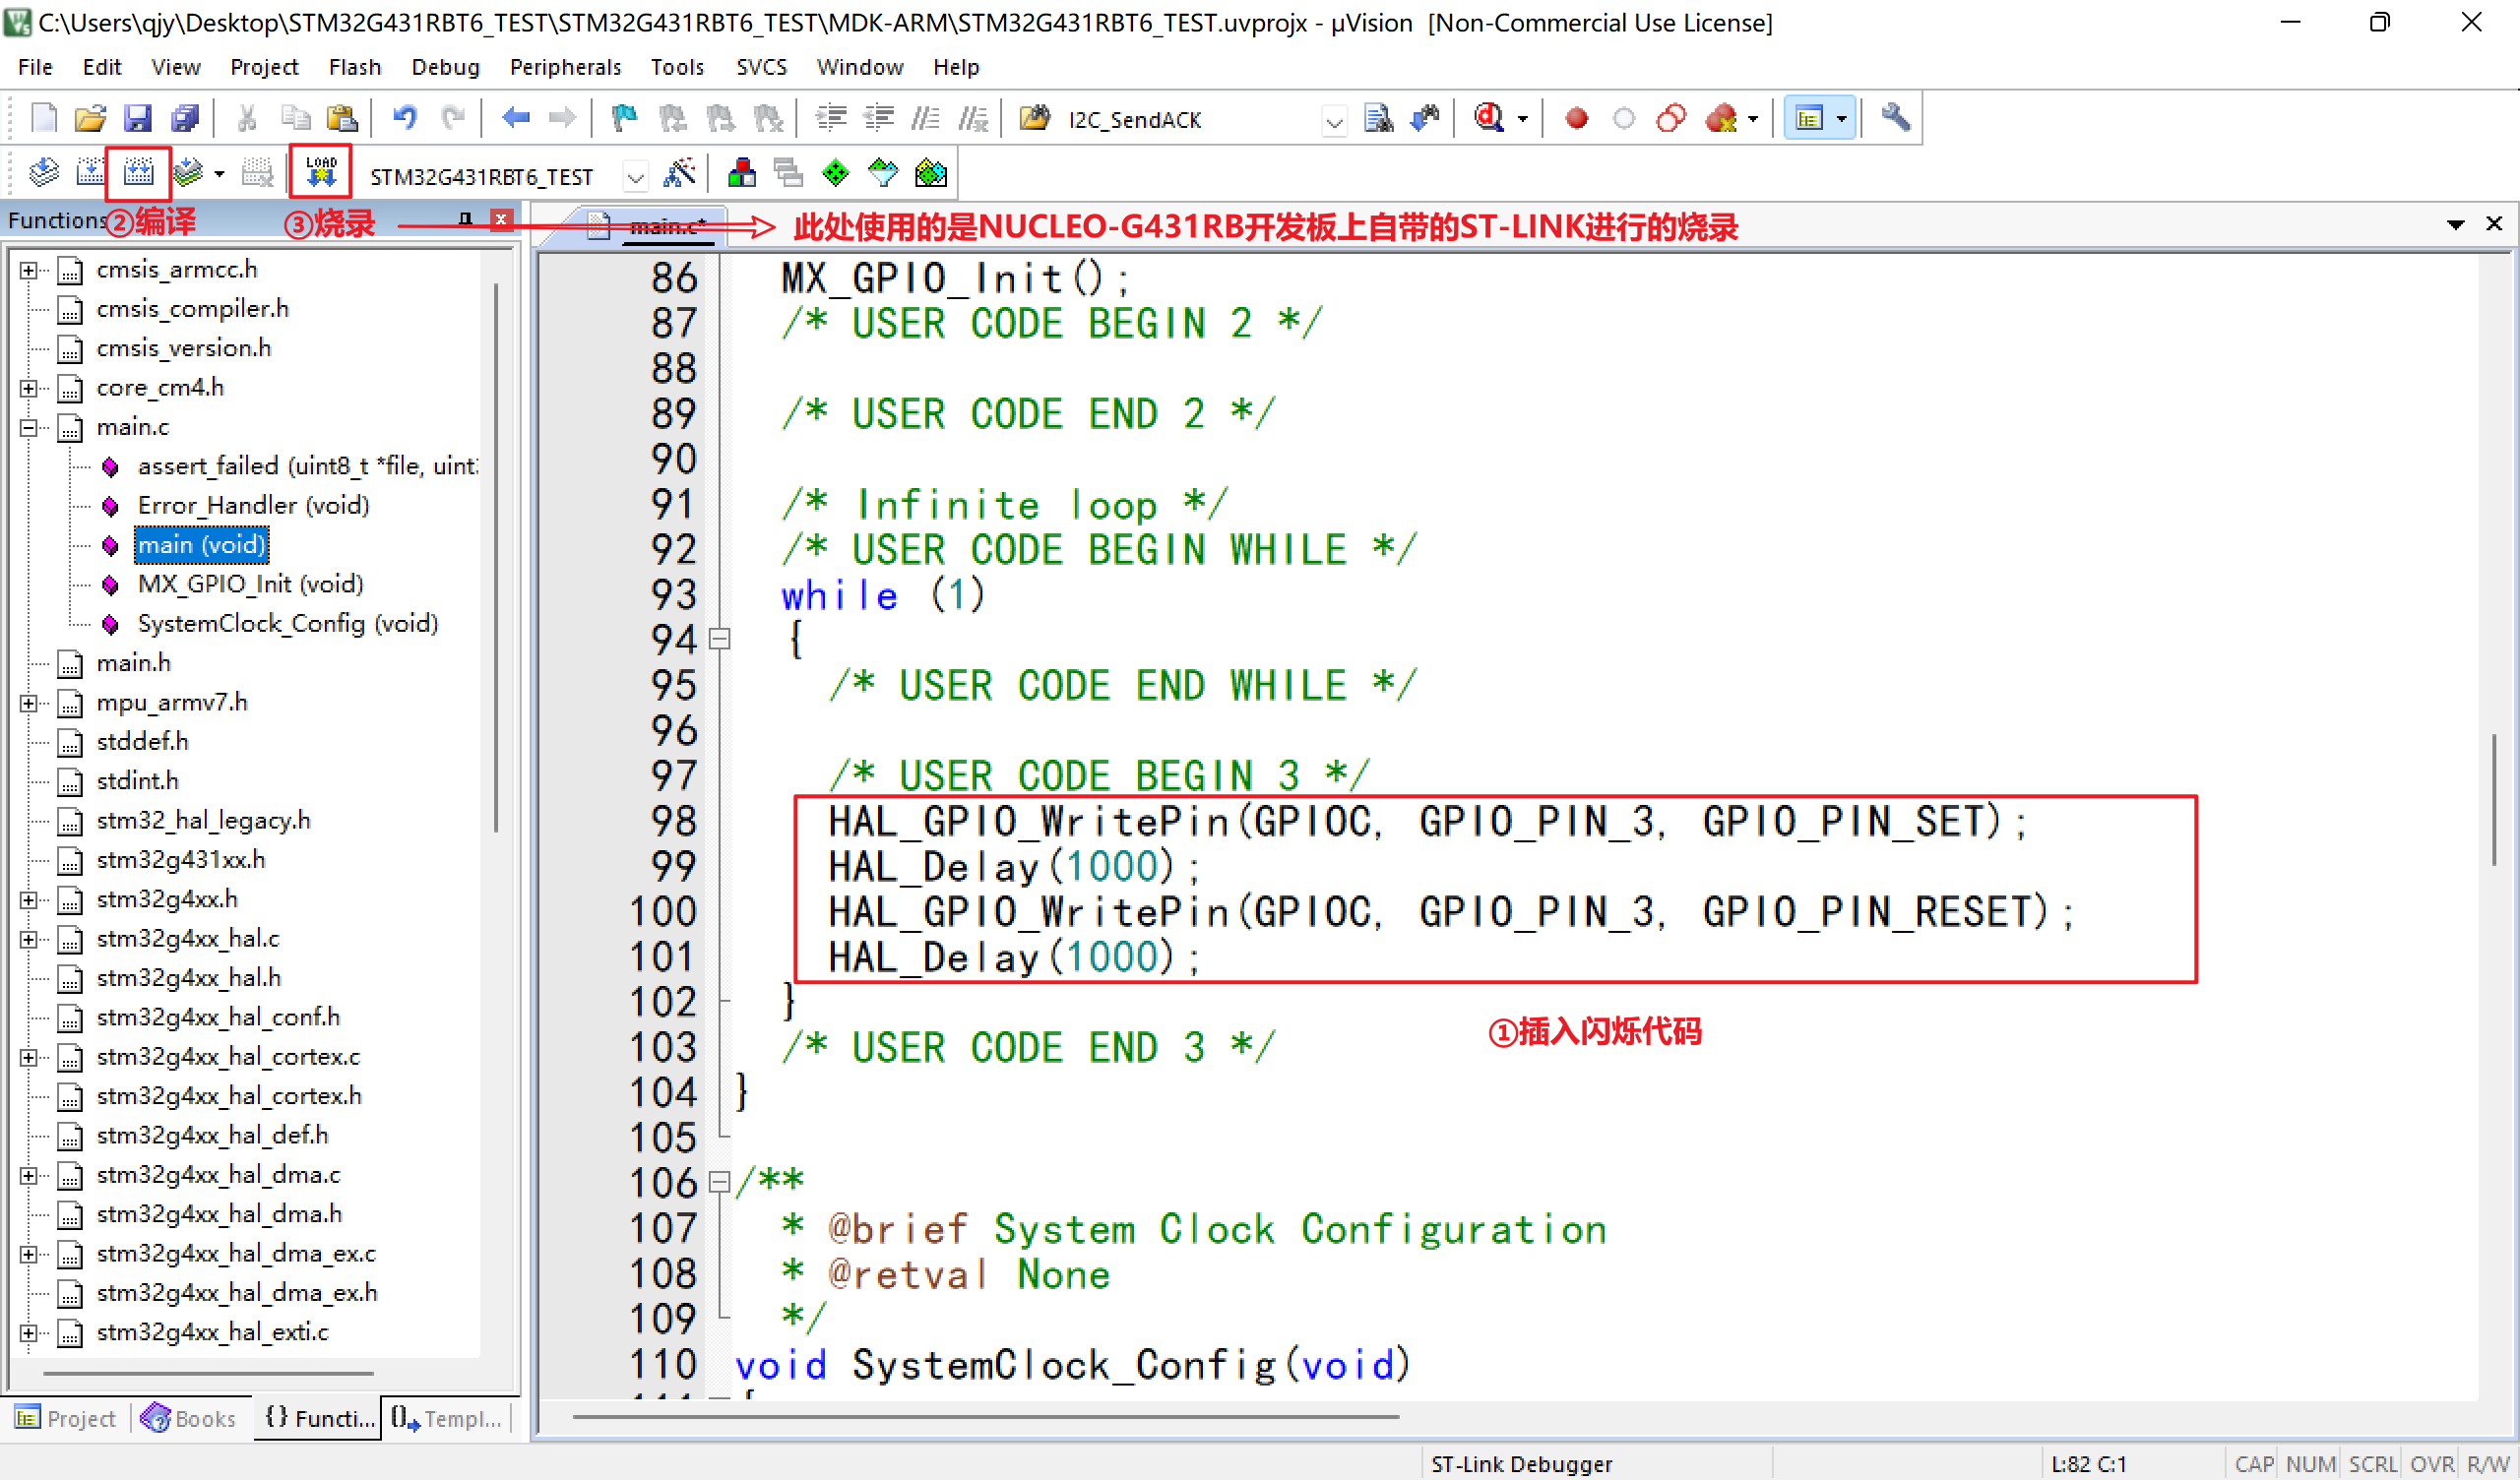 C:\Users\qjy\Desktop\STM32G431RBT6_TEST\STM32G431RBT6_TEST\MDK-ARM\STM32G431RBT6_TEST.uvprojx - µVision [Non-Commercial Use License]
File Edit View Project Flash Debug Peripherals Tools SVCS Window Help
I2C_SendACK
LOAD STM32G431RBT6_TEST
Functions ②编译 ③烧录 main.c* 此处使用的是NUCLEO-G431RB开发板上自带的ST-LINK进行的烧录
cmsis_armcc.h
cmsis_compiler.h
cmsis_version.h
core_cm4.h
main.c
assert_failed (uint8_t *file, uint
Error_Handler (void)
main (void)
MX_GPIO_Init (void)
SystemClock_Config (void)
main.h
mpu_armv7.h
stddef.h
stdint.h
stm32_hal_legacy.h
stm32g431xx.h
stm32g4xx.h
stm32g4xx_hal.c
stm32g4xx_hal.h
stm32g4xx_hal_conf.h
stm32g4xx_hal_cortex.c
stm32g4xx_hal_cortex.h
stm32g4xx_hal_def.h
stm32g4xx_hal_dma.c
stm32g4xx_hal_dma.h
stm32g4xx_hal_dma_ex.c
stm32g4xx_hal_dma_ex.h
stm32g4xx_hal_exti.c
Project Books {} Functi... Templ...
86 MX_GPIO_Init();
87 /* USER CODE BEGIN 2 */
88
89 /* USER CODE END 2 */
90
91 /* Infinite loop */
92 /* USER CODE BEGIN WHILE */
93 while (1)
94 {
95 /* USER CODE END WHILE */
96
97 /* USER CODE BEGIN 3 */
98 HAL_GPIO_WritePin(GPIOC, GPIO_PIN_3, GPIO_PIN_SET);
99 HAL_Delay(1000);
100 HAL_GPIO_WritePin(GPIOC, GPIO_PIN_3, GPIO_PIN_RESET);
101 HAL_Delay(1000);
102 }
①插入闪烁代码
103 /* USER CODE END 3 */
104 }
105
106 /**
107 * @brief System Clock Configuration
108 * @retval None
109 */
110 void SystemClock_Config(void)
ST-Link Debugger L:82 C:1 CAP NUM SCRL OVR R/W